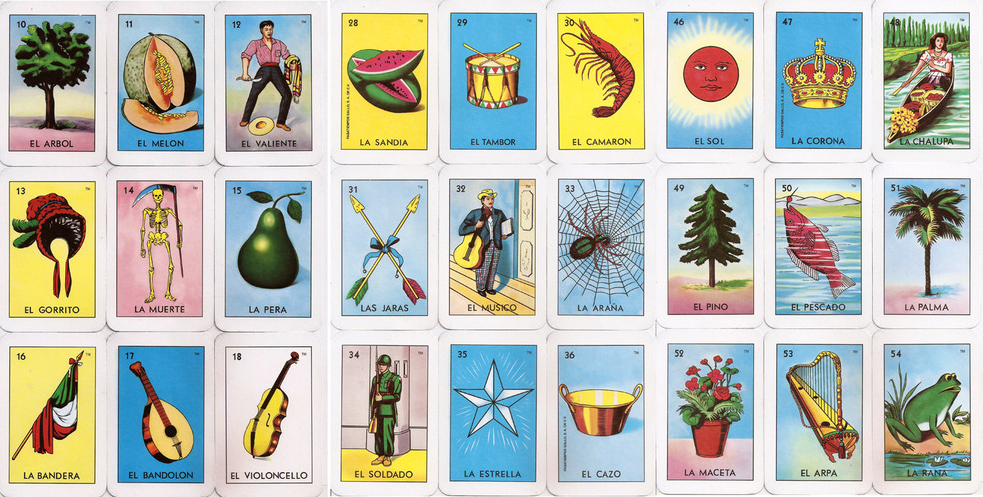 10
EL ARBOL
11
EL MELON
12
EL VALIENTE
28
LA SANDIA
29
EL TAMBOR
30
EL CAMARON
46
EL SOL
47
LA CORONA
48
LA CHALUPA
13
EL GORRITO
14
LA MUERTE
15
LA PERA
31
LAS JARAS
32
EL MUSICO
33
LA ARAÑA
49
EL PINO
50
EL PESCADO
51
LA PALMA
16
LA BANDERA
17
EL BANDOLON
18
EL VIOLONCELLO
34
EL SOLDADO
35
LA ESTRELLA
36
EL CAZO
52
LA MACETA
53
EL ARPA
54
LA RANA